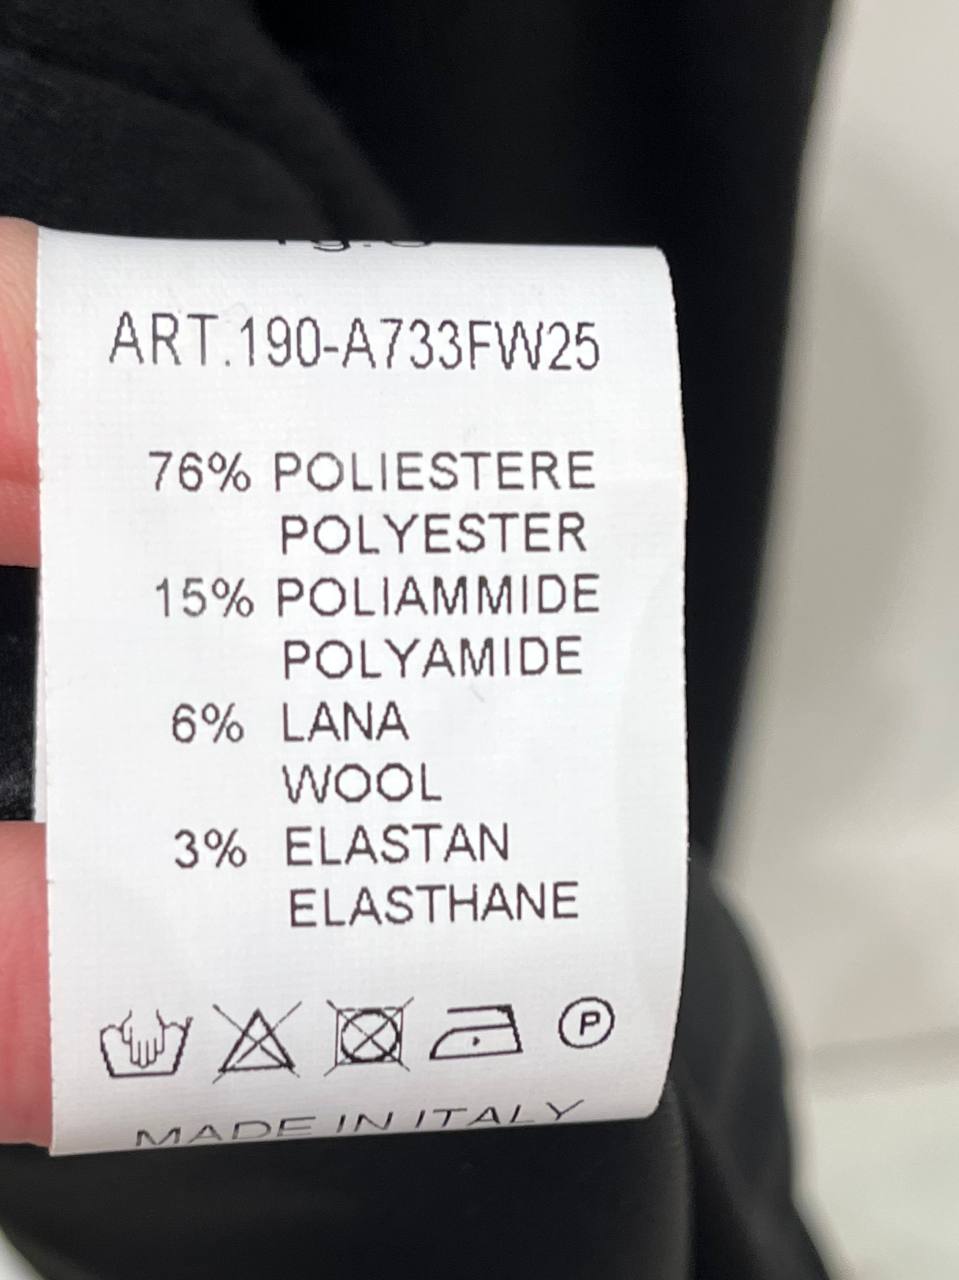 ART.190-A733FW25
76% POLIESTERE
POLYESTER
15% POLIAMMIDE
POLYAMIDE
6% LANA
WOOL
3% ELASTAN
ELASTHANE
P
MADE IN ITALY